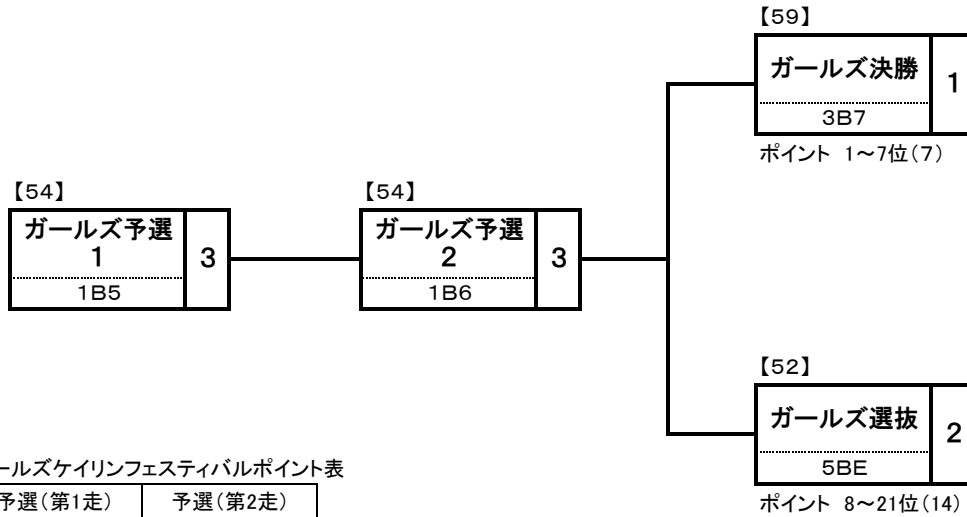 【59】
ガールズ決勝 1
3B7
ポイント 1～7位(7)
【54】
ガールズ予選
1 3
1B5
【54】
ガールズ予選
2 3
1B6
【52】
ガールズ選抜 2
5BE
ポイント 8～21位(14)
ールズケイリンフェスティバルポイント表
予選(第1走) 予選(第2走)